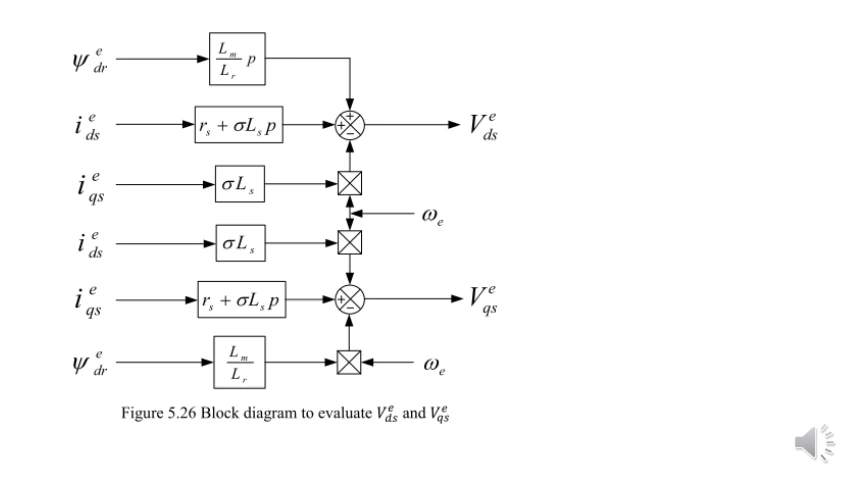 ψ^e_dr
L_m/L_r p
i^e_ds
r_s + σL_s p
+ + −
V^e_ds
i^e_qs
σL_s
ω_e
i^e_ds
σL_s
i^e_qs
r_s + σL_s p
+ −
V^e_qs
ψ^e_dr
L_m/L_r
ω_e
Figure 5.26 Block diagram to evaluate V^e_ds and V^e_qs